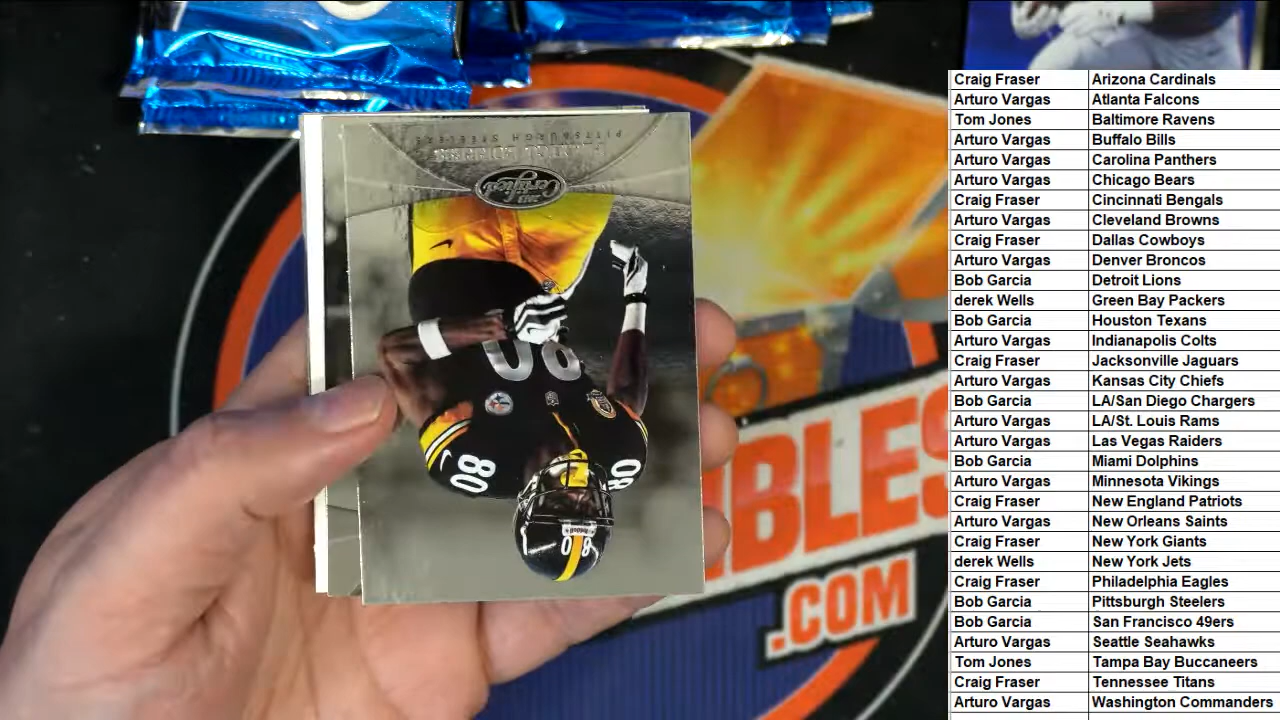 PITTSBURGH STEELERS
2013
Certified
80
80
80
80
Riddell
BLES
.COM
Craig Fraser Arizona Cardinals
Arturo Vargas Atlanta Falcons
Tom Jones Baltimore Ravens
Arturo Vargas Buffalo Bills
Arturo Vargas Carolina Panthers
Arturo Vargas Chicago Bears
Craig Fraser Cincinnati Bengals
Arturo Vargas Cleveland Browns
Craig Fraser Dallas Cowboys
Arturo Vargas Denver Broncos
Bob Garcia Detroit Lions
derek Wells Green Bay Packers
Bob Garcia Houston Texans
Arturo Vargas Indianapolis Colts
Craig Fraser Jacksonville Jaguars
Arturo Vargas Kansas City Chiefs
Bob Garcia LA/San Diego Chargers
Arturo Vargas LA/St. Louis Rams
Arturo Vargas Las Vegas Raiders
Bob Garcia Miami Dolphins
Arturo Vargas Minnesota Vikings
Craig Fraser New England Patriots
Arturo Vargas New Orleans Saints
Craig Fraser New York Giants
derek Wells New York Jets
Craig Fraser Philadelphia Eagles
Bob Garcia Pittsburgh Steelers
Bob Garcia San Francisco 49ers
Arturo Vargas Seattle Seahawks
Tom Jones Tampa Bay Buccaneers
Craig Fraser Tennessee Titans
Arturo Vargas Washington Commanders